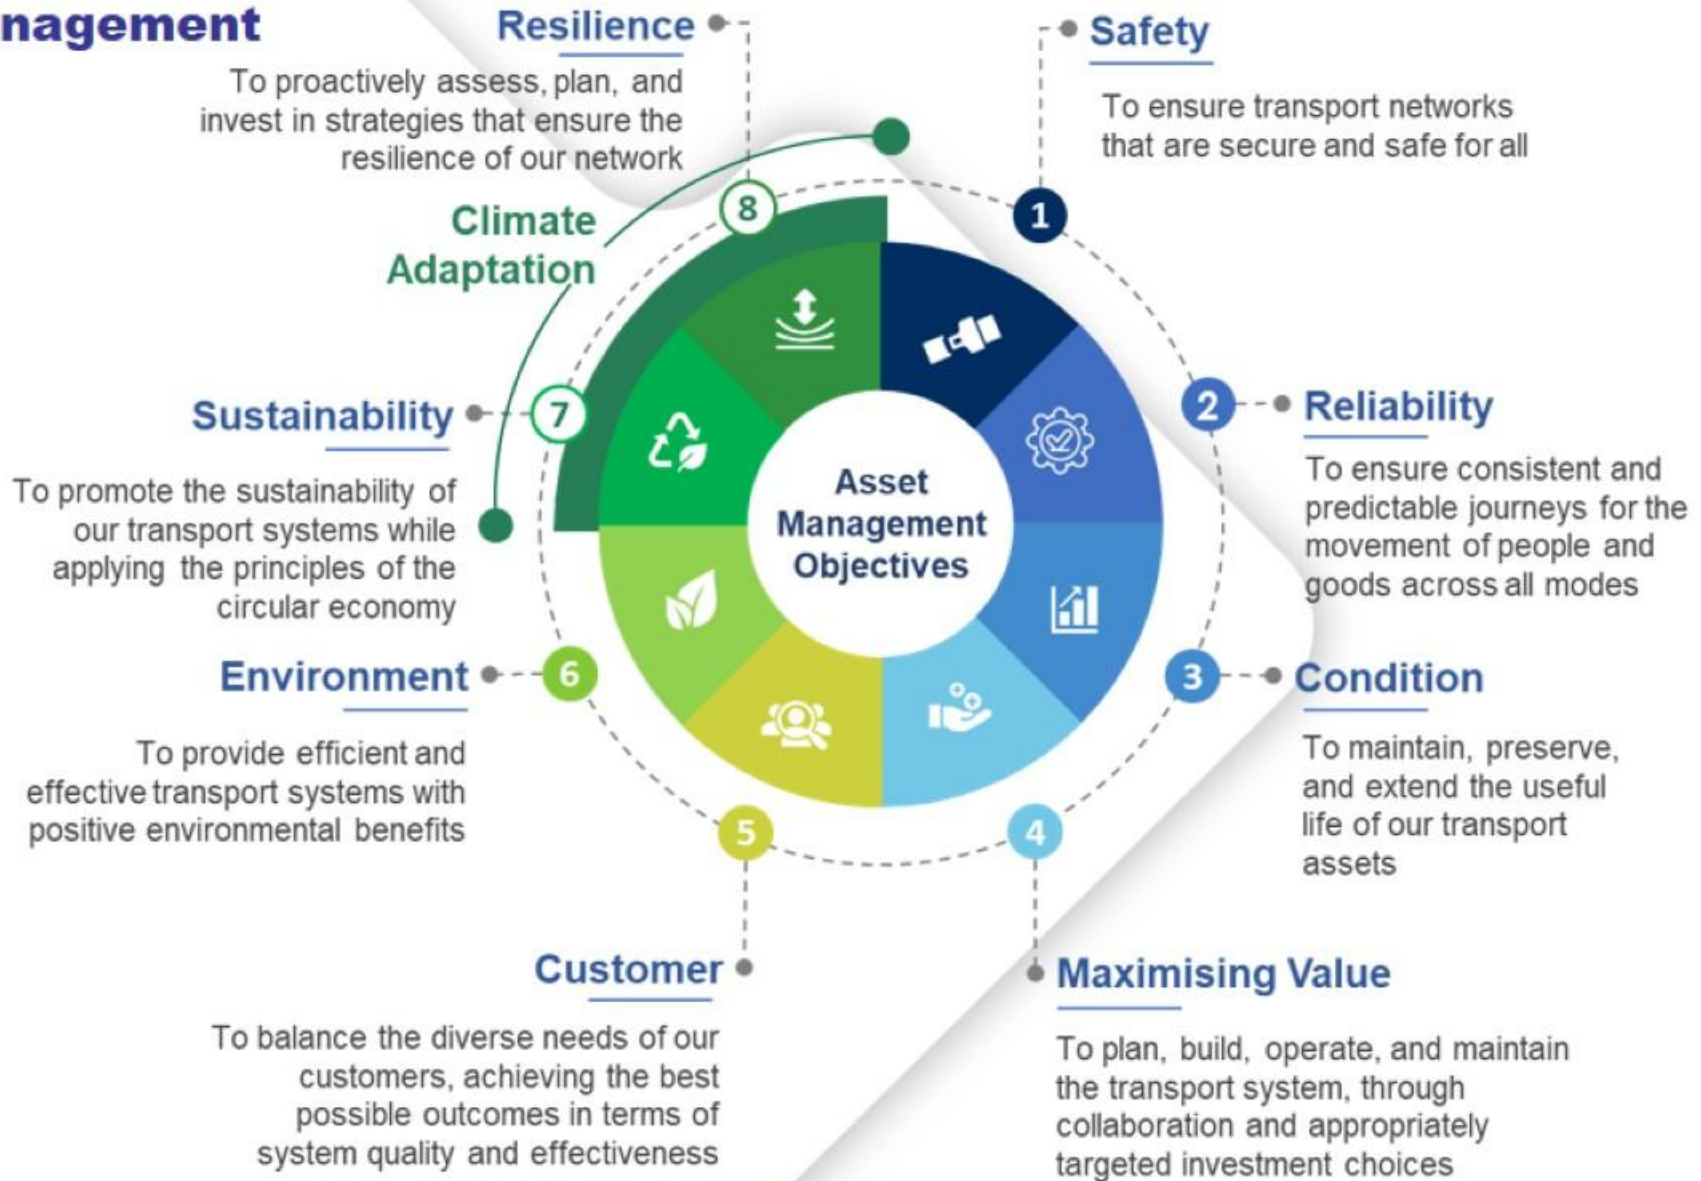 nagement
Resilience
To proactively assess, plan, and
invest in strategies that ensure the
resilience of our network
Safety
To ensure transport networks
that are secure and safe for all
Climate
Adaptation
8
1
7
2
Sustainability
To promote the sustainability of
our transport systems while
applying the principles of the
circular economy
Reliability
To ensure consistent and
predictable journeys for the
movement of people and
goods across all modes
Asset
Management
Objectives
6
3
Environment
To provide efficient and
effective transport systems with
positive environmental benefits
Condition
To maintain, preserve,
and extend the useful
life of our transport
assets
5
4
Customer
To balance the diverse needs of our
customers, achieving the best
possible outcomes in terms of
system quality and effectiveness
Maximising Value
To plan, build, operate, and maintain
the transport system, through
collaboration and appropriately
targeted investment choices